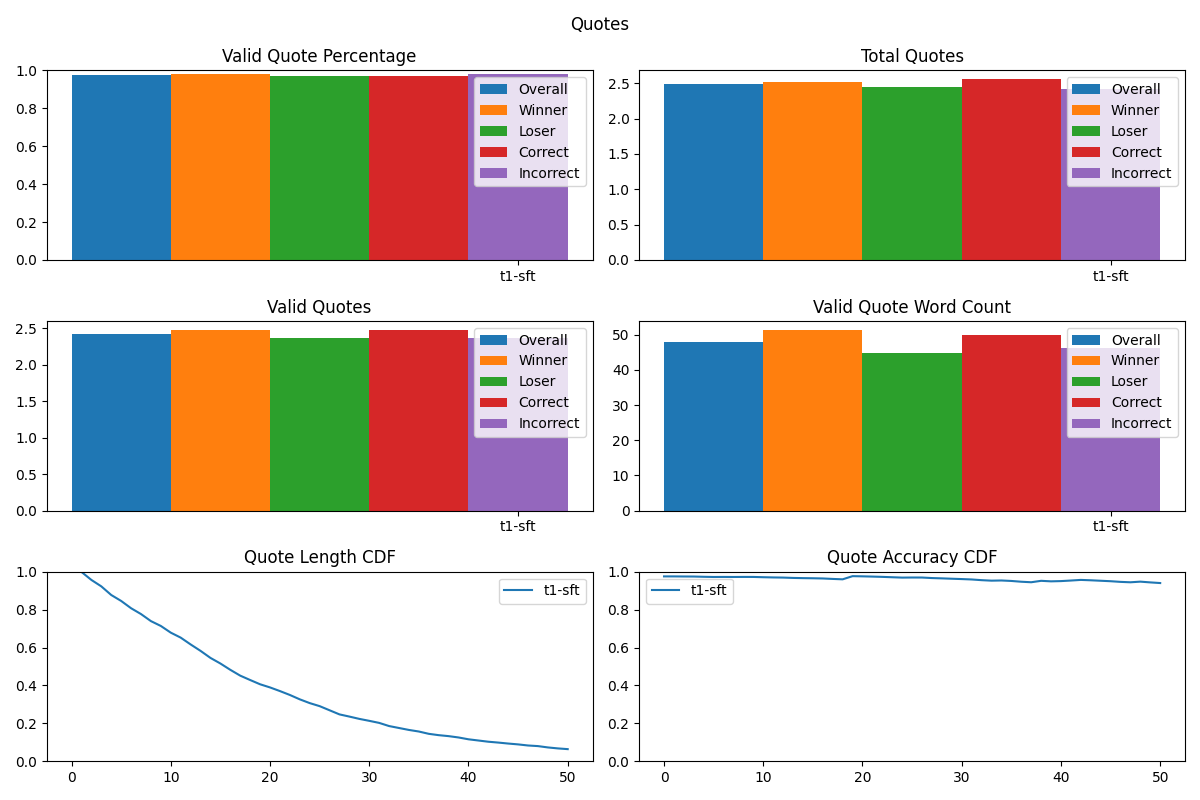 Quotes
Valid Quote Percentage
1.0
0.8
0.6
0.4
0.2
0.0
Overall
Winner
Loser
Correct
Incorrect
t1-sft
Total Quotes
2.5
2.0
1.5
1.0
0.5
0.0
Overall
Winner
Loser
Correct
Incorrect
t1-sft
Valid Quotes
2.5
2.0
1.5
1.0
0.5
0.0
Overall
Winner
Loser
Correct
Incorrect
t1-sft
Valid Quote Word Count
50
40
30
20
10
0
Overall
Winner
Loser
Correct
Incorrect
t1-sft
Quote Length CDF
1.0
0.8
0.6
0.4
0.2
0.0
t1-sft
0 10 20 30 40 50
Quote Accuracy CDF
1.0
0.8
0.6
0.4
0.2
0.0
t1-sft
0 10 20 30 40 50